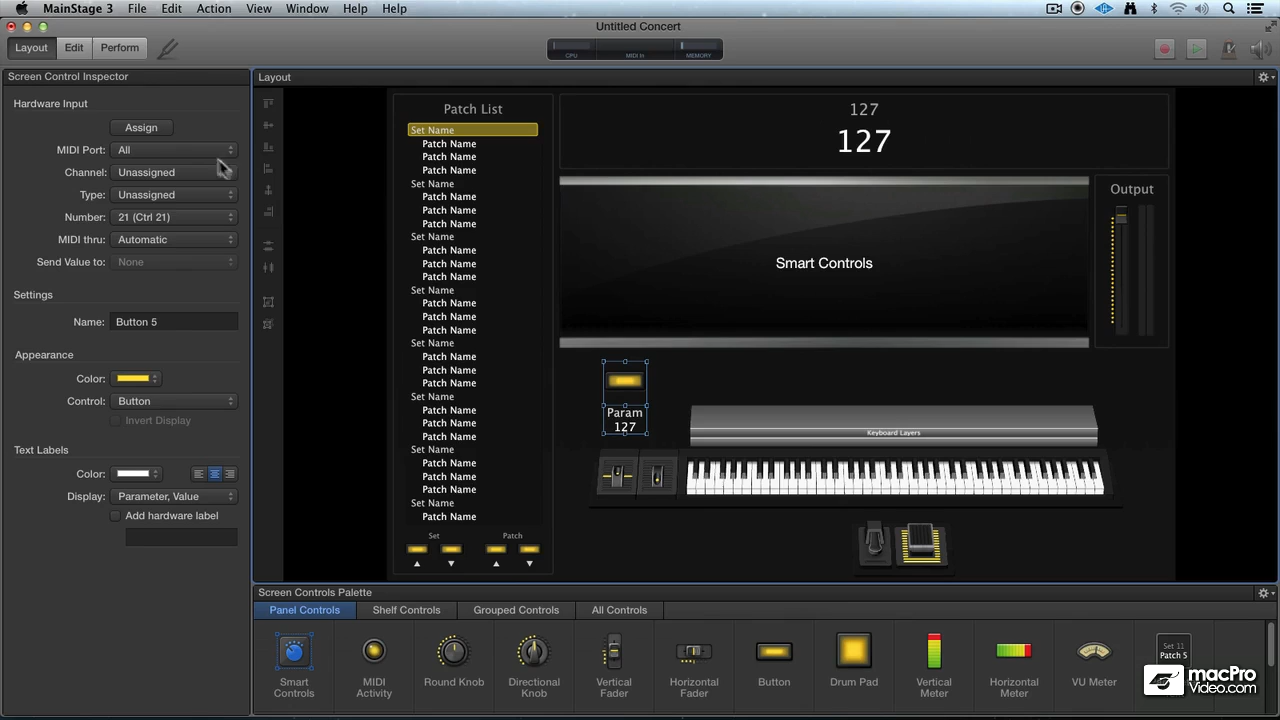 MainStage 3 File Edit Action View Window Help Help
Untitled Concert
Layout Edit Perform
CPU MIDI In MEMORY
Screen Control Inspector
Hardware Input
Assign
MIDI Port: All
Channel: Unassigned
Type: Unassigned
Number: 21 (Ctrl 21)
MIDI thru: Automatic
Send Value to: None
Settings
Name: Button 5
Appearance
Color:
Control: Button
Invert Display
Text Labels
Color:
Display: Parameter, Value
Add hardware label
Layout
Patch List
Set Name
Patch Name
Patch Name
Patch Name
Set Name
Patch Name
Patch Name
Patch Name
Set Name
Patch Name
Patch Name
Patch Name
Set Name
Patch Name
Patch Name
Patch Name
Set Name
Patch Name
Patch Name
Patch Name
Set Name
Patch Name
Patch Name
Patch Name
Set Name
Patch Name
Patch Name
Patch Name
Set Name
Patch Name
Set Patch
127
127
Smart Controls
Output
Param
127
Keyboard Layers
Screen Controls Palette
Panel Controls Shelf Controls Grouped Controls All Controls
Smart Controls
MIDI Activity
Round Knob
Directional Knob
Vertical Fader
Horizontal Fader
Button
Drum Pad
Vertical Meter
Horizontal Meter
VU Meter
Set 11
Patch 5
macPro
Video.com